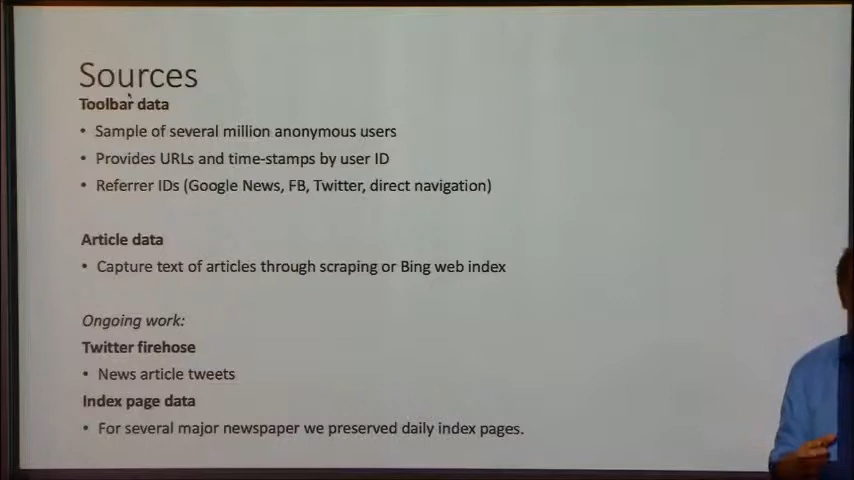 Sources
Toolbar data
• Sample of several million anonymous users
• Provides URLs and time-stamps by user ID
• Referrer IDs (Google News, FB, Twitter, direct navigation)
Article data
• Capture text of articles through scraping or Bing web index
Ongoing work:
Twitter firehose
• News article tweets
Index page data
• For several major newspaper we preserved daily index pages.